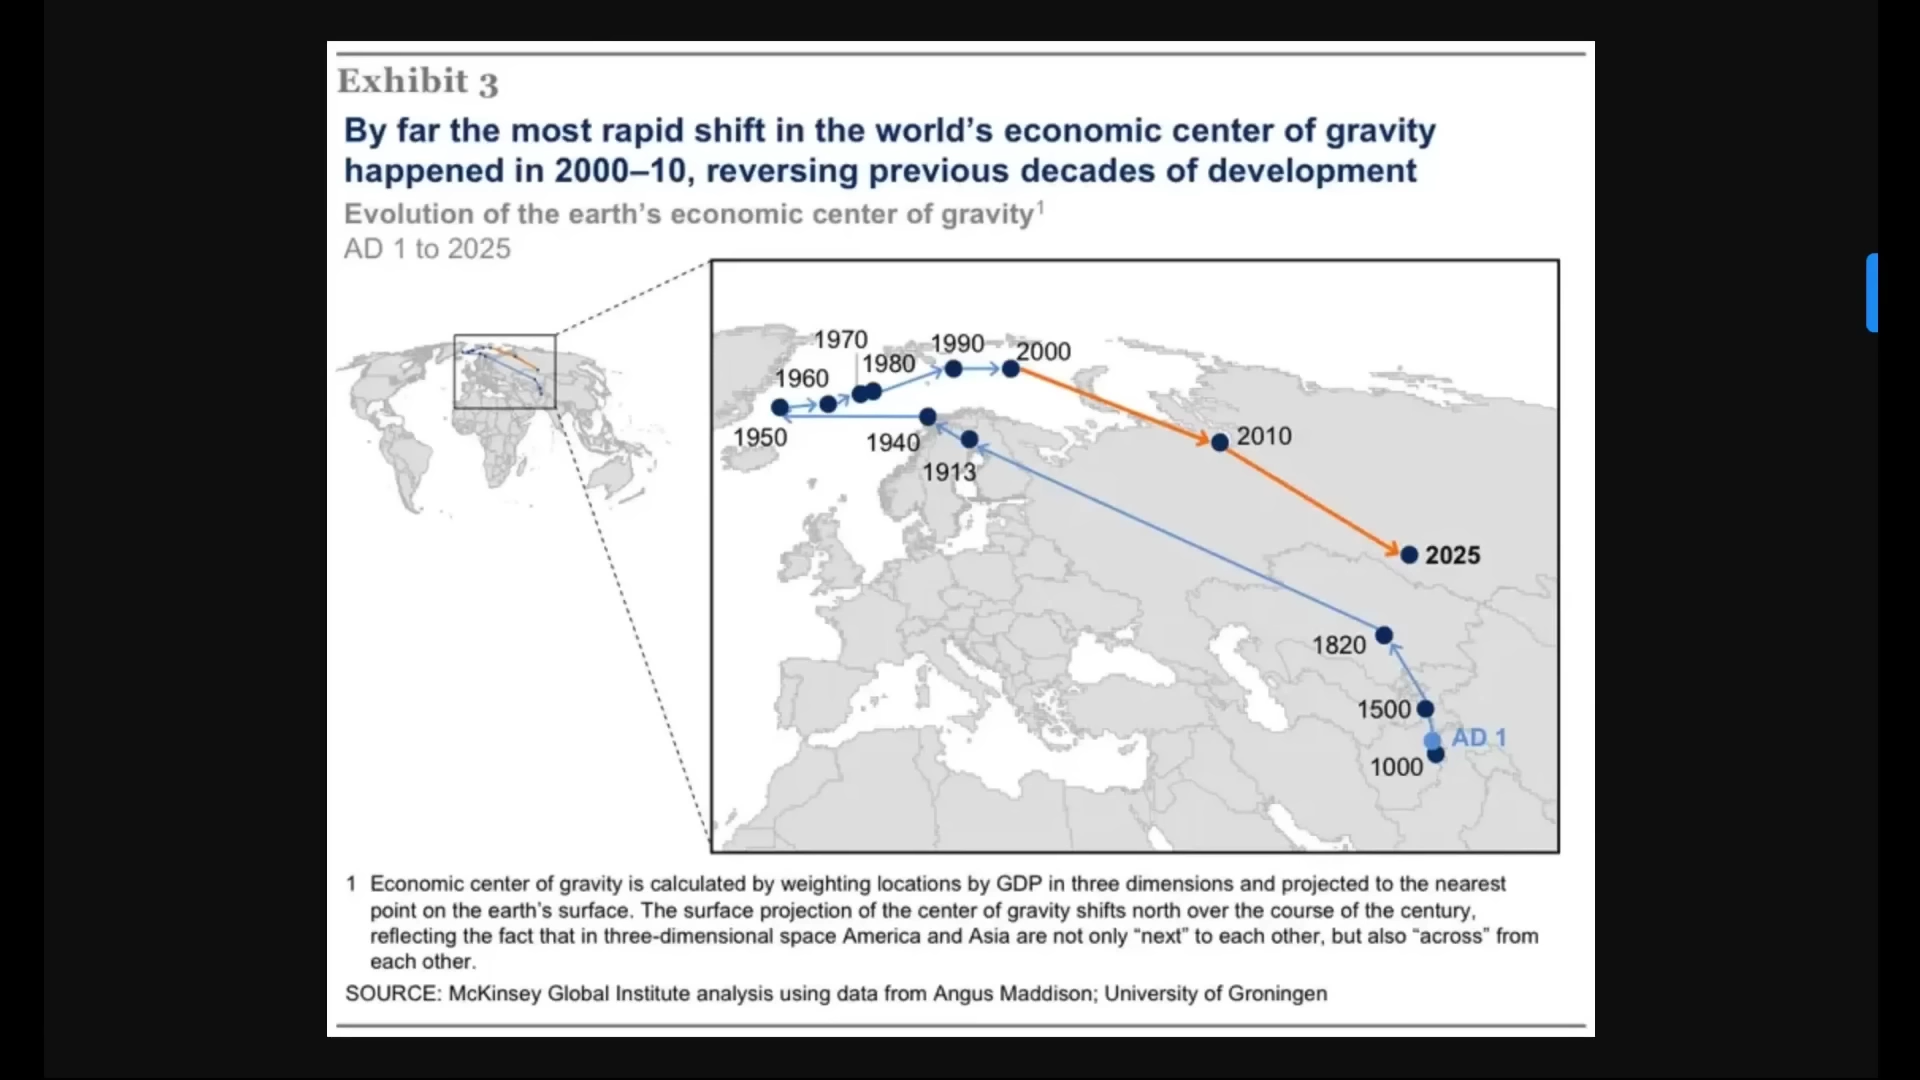 Exhibit 3
By far the most rapid shift in the world's economic center of gravity
happened in 2000–10, reversing previous decades of development
Evolution of the earth's economic center of gravity1
AD 1 to 2025
1970
1990
2000
1980
1960
1950
1940
1913
2010
2025
1820
1500
AD 1
1000
1 Economic center of gravity is calculated by weighting locations by GDP in three dimensions and projected to the nearest
point on the earth's surface. The surface projection of the center of gravity shifts north over the course of the century,
reflecting the fact that in three-dimensional space America and Asia are not only “next” to each other, but also “across” from
each other.
SOURCE: McKinsey Global Institute analysis using data from Angus Maddison; University of Groningen